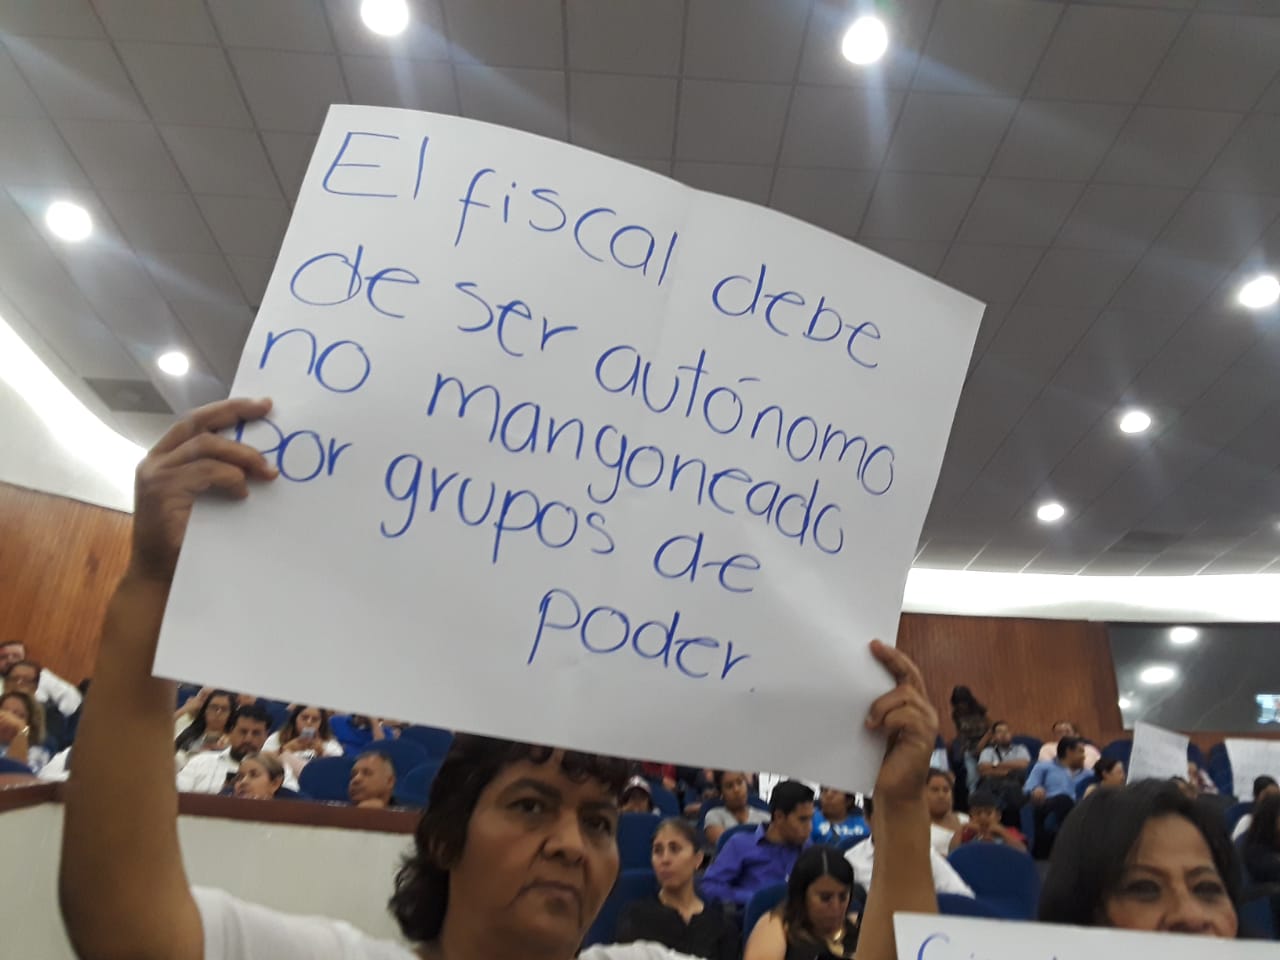 El fiscal debe
de ser autónomo
no mangoneado
por grupos de
poder.